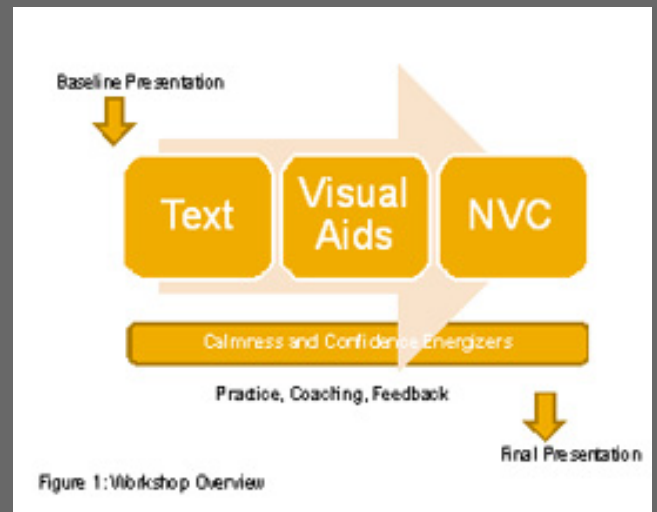 Baseline Presentation
Text
Visual
Aids
NVC
Calmness and Confidence Energizers
Practice, Coaching, Feedback
Final Presentation
Figure 1: Workshop Overview